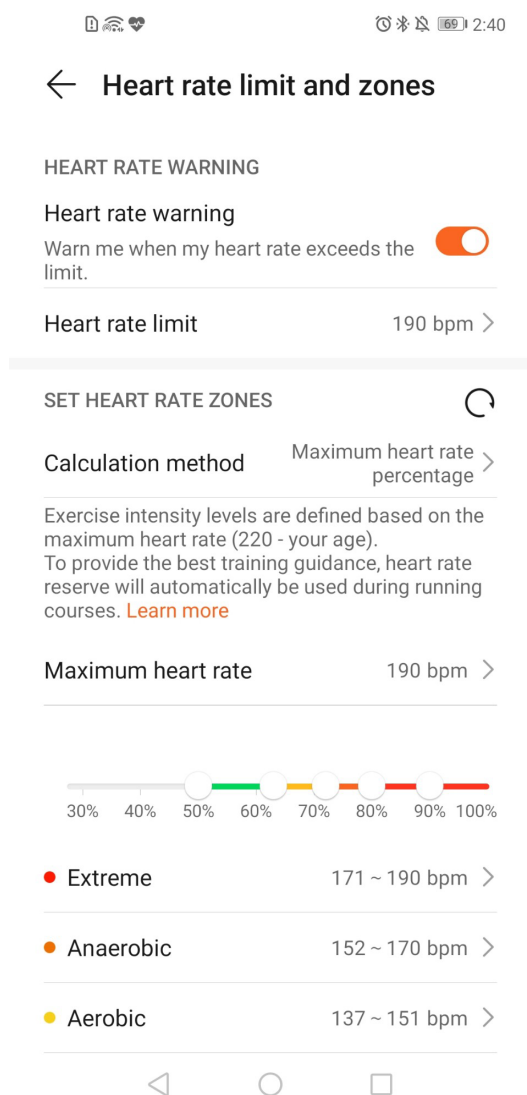 69 2:40
Heart rate limit and zones
HEART RATE WARNING
Heart rate warning
Warn me when my heart rate exceeds the
limit.
Heart rate limit 190 bpm
SET HEART RATE ZONES
Calculation method Maximum heart rate
percentage
Exercise intensity levels are defined based on the
maximum heart rate (220 - your age).
To provide the best training guidance, heart rate
reserve will automatically be used during running
courses. Learn more
Maximum heart rate 190 bpm
30% 40% 50% 60% 70% 80% 90% 100%
Extreme 171 ~ 190 bpm
Anaerobic 152 ~ 170 bpm
Aerobic 137 ~ 151 bpm